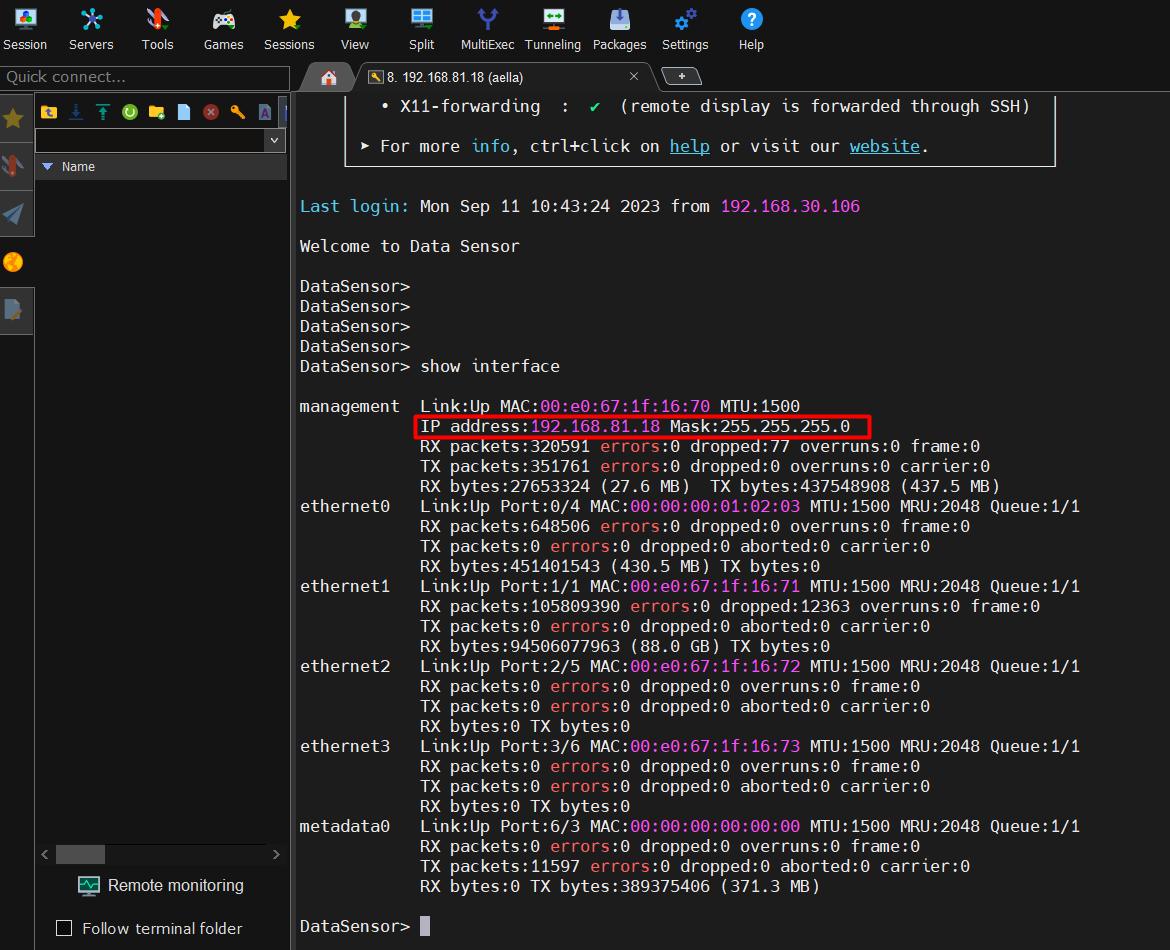 Session Servers Tools Games Sessions View Split MultiExec Tunneling Packages Settings Help
Quick connect...
8. 192.168.81.18 (aella)
Name
• X11-forwarding : ✔ (remote display is forwarded through SSH)
➤ For more info, ctrl+click on help or visit our website.
Last login: Mon Sep 11 10:43:24 2023 from 192.168.30.106
Welcome to Data Sensor
DataSensor>
DataSensor>
DataSensor>
DataSensor>
DataSensor> show interface
management Link:Up MAC:00:e0:67:1f:16:70 MTU:1500
IP address:192.168.81.18 Mask:255.255.255.0
RX packets:320591 errors:0 dropped:77 overruns:0 frame:0
TX packets:351761 errors:0 dropped:0 overruns:0 carrier:0
RX bytes:27653324 (27.6 MB) TX bytes:437548908 (437.5 MB)
ethernet0 Link:Up Port:0/4 MAC:00:00:00:01:02:03 MTU:1500 MRU:2048 Queue:1/1
RX packets:648506 errors:0 dropped:0 overruns:0 frame:0
TX packets:0 errors:0 dropped:0 aborted:0 carrier:0
RX bytes:451401543 (430.5 MB) TX bytes:0
ethernet1 Link:Up Port:1/1 MAC:00:e0:67:1f:16:71 MTU:1500 MRU:2048 Queue:1/1
RX packets:105809390 errors:0 dropped:12363 overruns:0 frame:0
TX packets:0 errors:0 dropped:0 aborted:0 carrier:0
RX bytes:94506077963 (88.0 GB) TX bytes:0
ethernet2 Link:Up Port:2/5 MAC:00:e0:67:1f:16:72 MTU:1500 MRU:2048 Queue:1/1
RX packets:0 errors:0 dropped:0 overruns:0 frame:0
TX packets:0 errors:0 dropped:0 aborted:0 carrier:0
RX bytes:0 TX bytes:0
ethernet3 Link:Up Port:3/6 MAC:00:e0:67:1f:16:73 MTU:1500 MRU:2048 Queue:1/1
RX packets:0 errors:0 dropped:0 overruns:0 frame:0
TX packets:0 errors:0 dropped:0 aborted:0 carrier:0
RX bytes:0 TX bytes:0
metadata0 Link:Up Port:6/3 MAC:00:00:00:00:00:00 MTU:1500 MRU:2048 Queue:1/1
RX packets:0 errors:0 dropped:0 overruns:0 frame:0
TX packets:11597 errors:0 dropped:0 aborted:0 carrier:0
RX bytes:0 TX bytes:389375406 (371.3 MB)
DataSensor>
Remote monitoring
Follow terminal folder